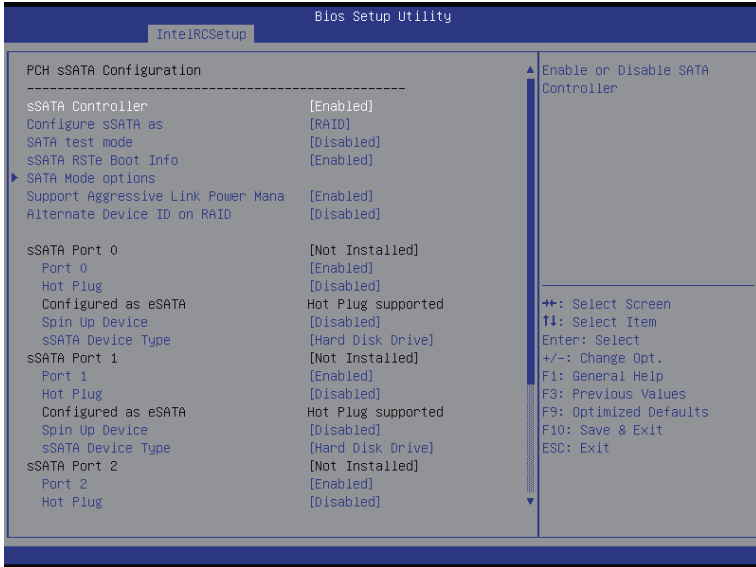 Bios Setup Utility
IntelRCSetup
PCH sSATA Configuration
--------------------------------------------------
sSATA Controller [Enabled]
Configure sSATA as [RAID]
SATA test mode [Disabled]
sSATA RSTe Boot Info [Enabled]
SATA Mode options
Support Aggressive Link Power Mana [Enabled]
Alternate Device ID on RAID [Disabled]
sSATA Port 0 [Not Installed]
Port 0 [Enabled]
Hot Plug [Disabled]
Configured as eSATA Hot Plug supported
Spin Up Device [Disabled]
sSATA Device Type [Hard Disk Drive]
sSATA Port 1 [Not Installed]
Port 1 [Enabled]
Hot Plug [Disabled]
Configured as eSATA Hot Plug supported
Spin Up Device [Disabled]
sSATA Device Type [Hard Disk Drive]
sSATA Port 2 [Not Installed]
Port 2 [Enabled]
Hot Plug [Disabled]
Enable or Disable SATA
Controller
→←: Select Screen
↑↓: Select Item
Enter: Select
+/-: Change Opt.
F1: General Help
F3: Previous Values
F9: Optimized Defaults
F10: Save & Exit
ESC: Exit